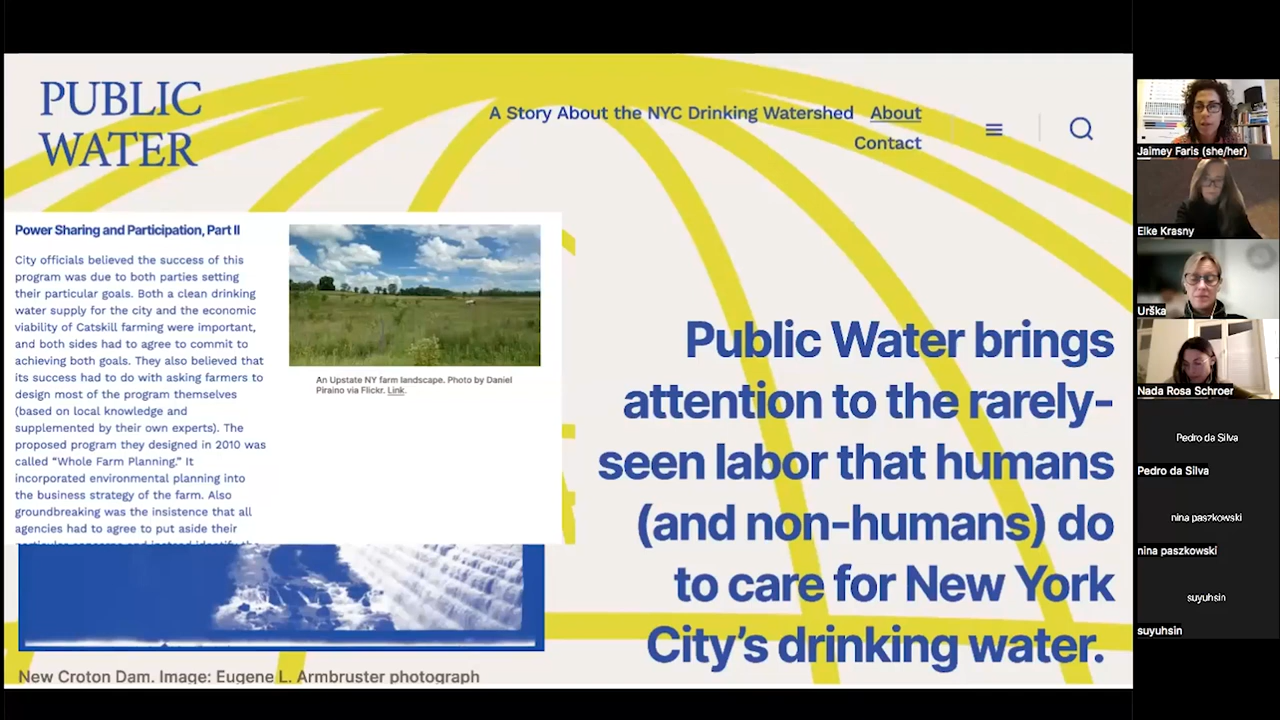 PUBLIC
WATER
A Story About the NYC Drinking Watershed About
Contact
Power Sharing and Participation, Part II
City officials believed the success of this
program was due to both parties setting
their particular goals. Both a clean drinking
water supply for the city and the economic
viability of Catskill farming were important,
and both sides had to agree to commit to
achieving both goals. They also believed that
its success had to do with asking farmers to
design most of the program themselves
(based on local knowledge and
supplemented by their own experts). The
proposed program they designed in 2010 was
called “Whole Farm Planning.” It
incorporated environmental planning into
the business strategy of the farm. Also
groundbreaking was the insistence that all
agencies had to agree to put aside their
An Upstate NY farm landscape. Photo by Daniel
Piraino via Flickr. Link.
Public Water brings
attention to the rarely-
seen labor that humans
(and non-humans) do
to care for New York
City’s drinking water.
New Croton Dam. Image: Eugene L. Armbruster photograph
Jaimey Faris (she/her)
Elke Krasny
Urška
Nada Rosa Schroer
Pedro da Silva
Pedro da Silva
nina paszkowski
nina paszkowski
suyuhsin
suyuhsin